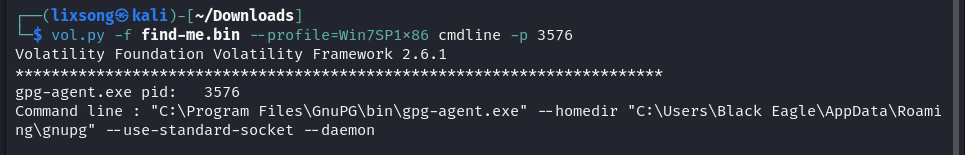 ┌──(lixsong㉿kali)-[~/Downloads]
└─$ vol.py -f find-me.bin --profile=Win7SP1×86 cmdline -p 3576
Volatility Foundation Volatility Framework 2.6.1
************************************************************************
gpg-agent.exe pid:   3576
Command line : "C:\Program Files\GnuPG\bin\gpg-agent.exe" --homedir "C:\Users\Black Eagle\AppData\Roami
ng\gnupg" --use-standard-socket --daemon